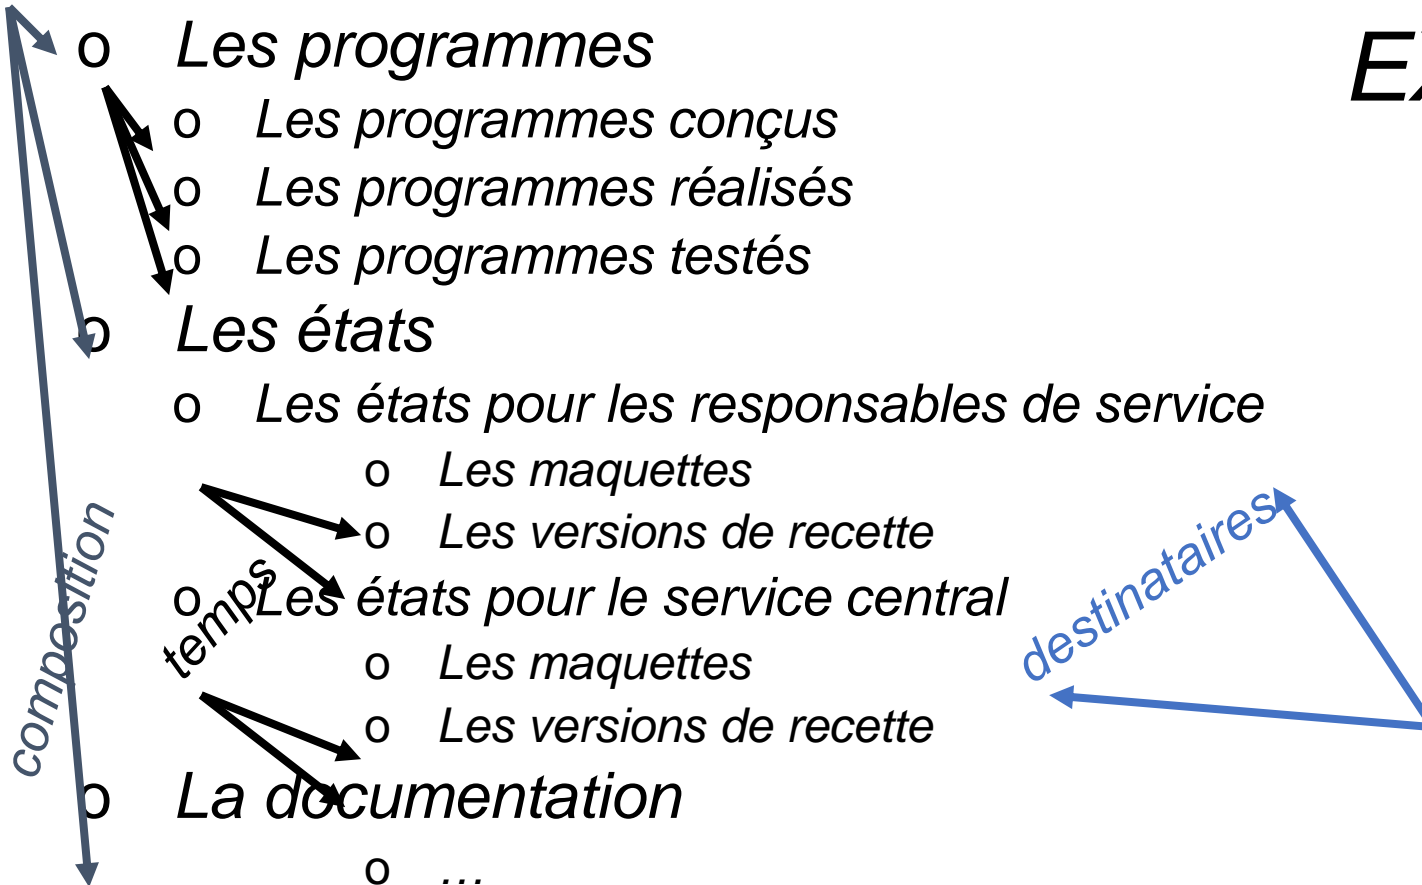 o Les programmes
EX
o Les programmes conçus
o Les programmes réalisés
o Les programmes testés
o Les états
o Les états pour les responsables de service
o Les maquettes
o Les versions de recette
o Les états pour le service central
o Les maquettes
o Les versions de recette
o La documentation
o ...
composition
temps
destinataires